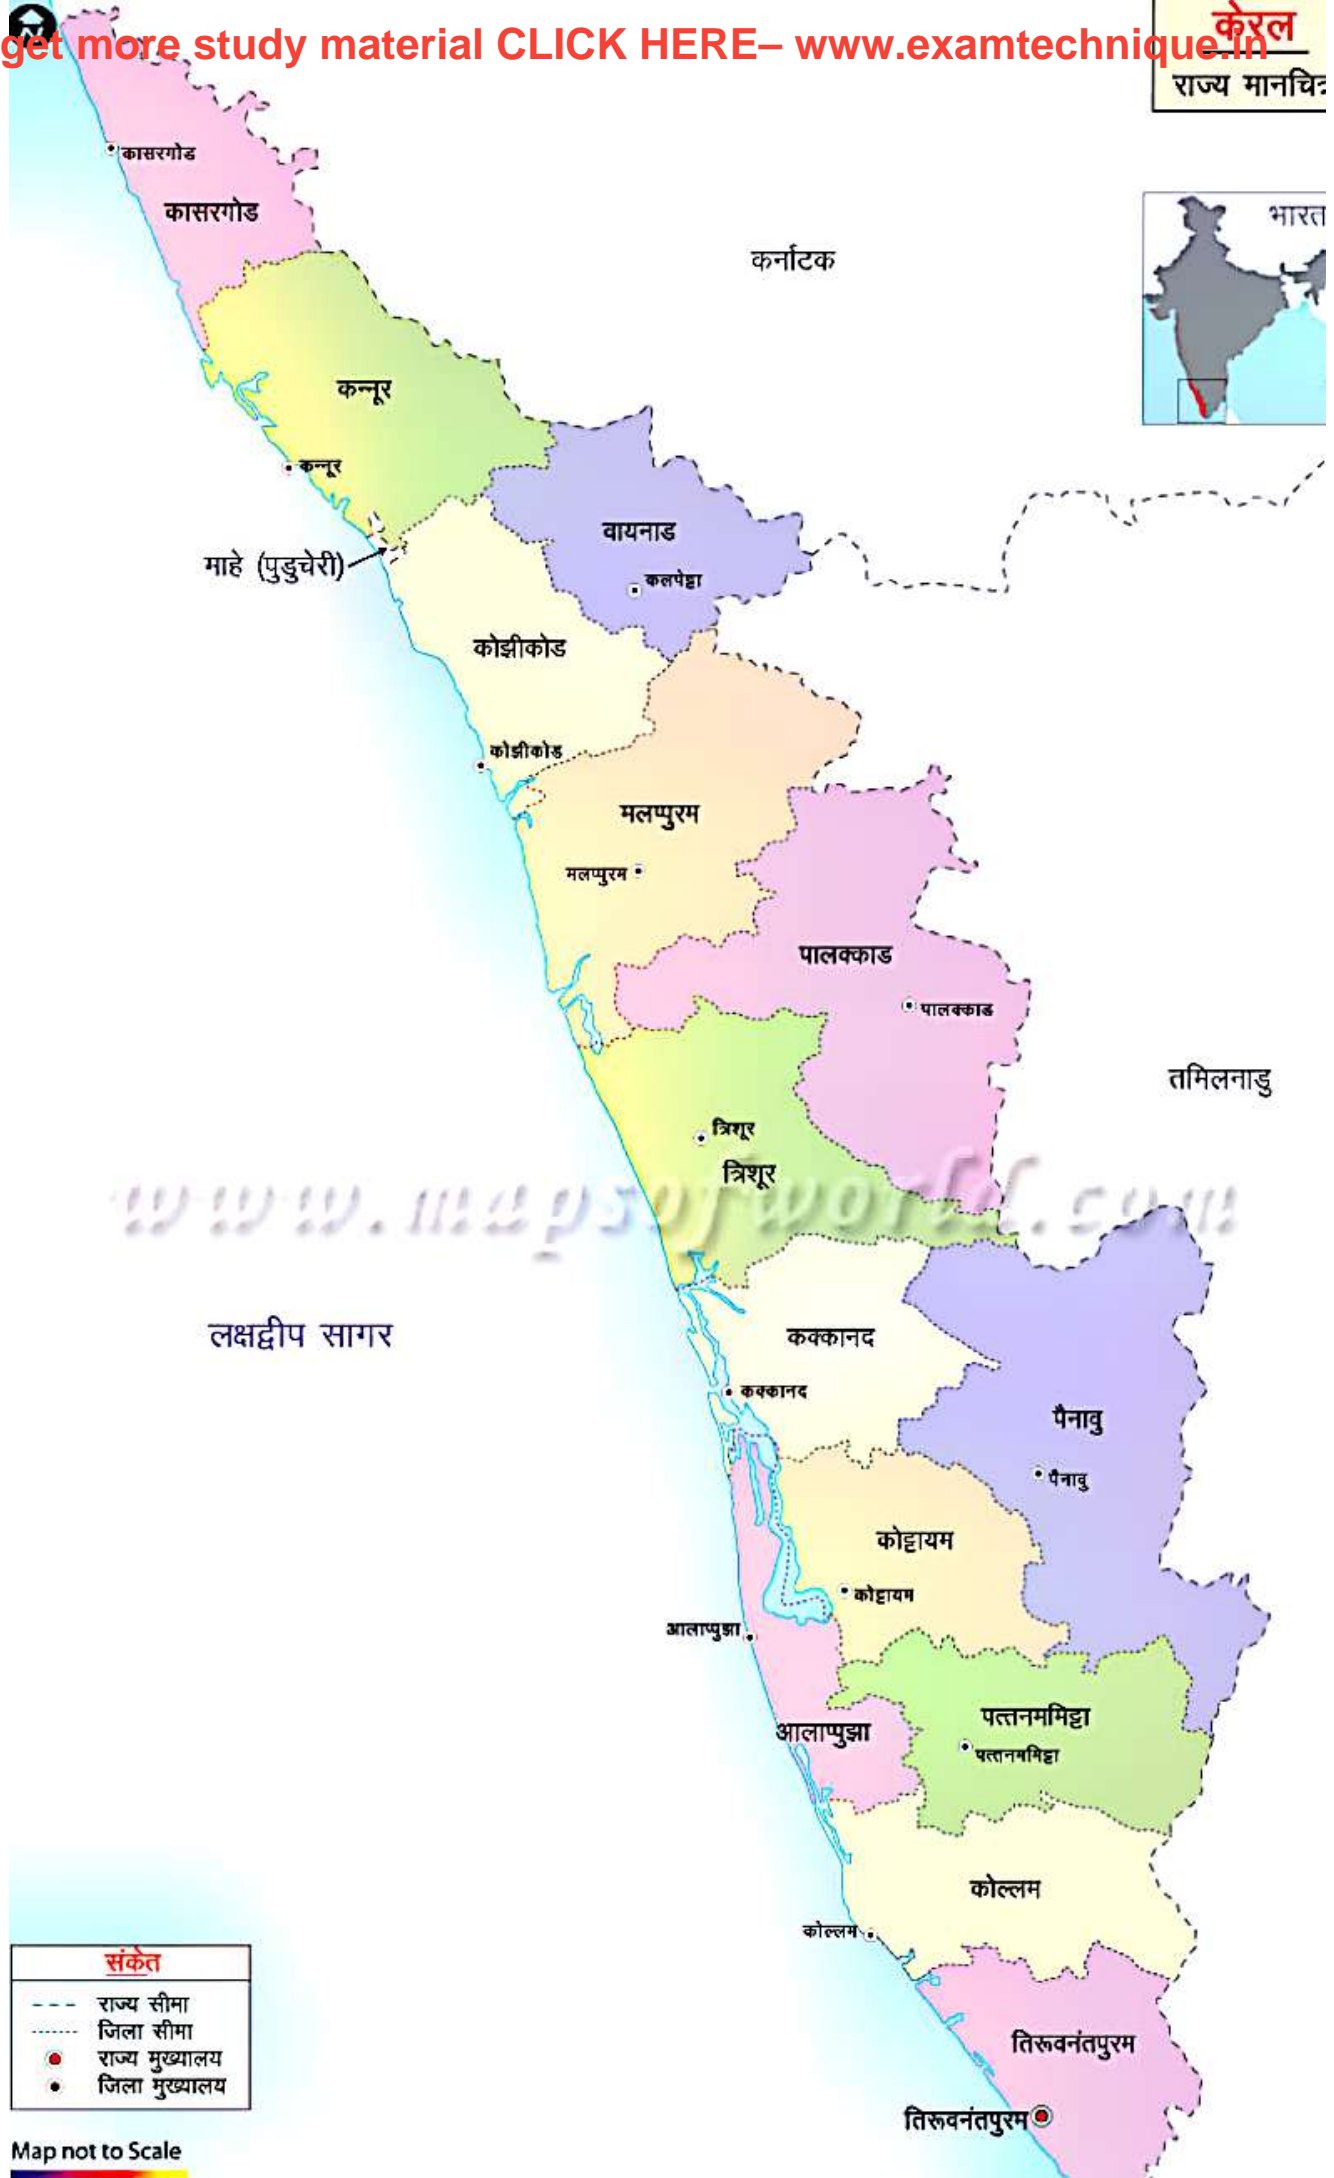 get more study material CLICK HERE– www.examtechnique.in
केरल
राज्य मानचित्र
N
कासरगोड
कासरगोड
भारत
कर्नाटक
कन्नूर
कन्नूर
वायनाड
माहे (पुडुचेरी)
कलपेट्टा
कोझीकोड
कोझीकोड
मलप्पुरम
मलप्पुरम
पालक्काड
पालक्काड
तमिलनाडु
त्रिशूर
त्रिशूर
www.mapsofworld.com
लक्षद्वीप सागर
कक्कानद
कक्कानद
पैनावु
पैनावु
कोट्टायम
कोट्टायम
आलाप्पुझा
पत्तनममिट्टा
आलाप्पुझा
पत्तनममिट्टा
कोल्लम
कोल्लम
संकेत
राज्य सीमा
जिला सीमा
राज्य मुख्यालय
जिला मुख्यालय
तिरूवनंतपुरम
तिरूवनंतपुरम
Map not to Scale